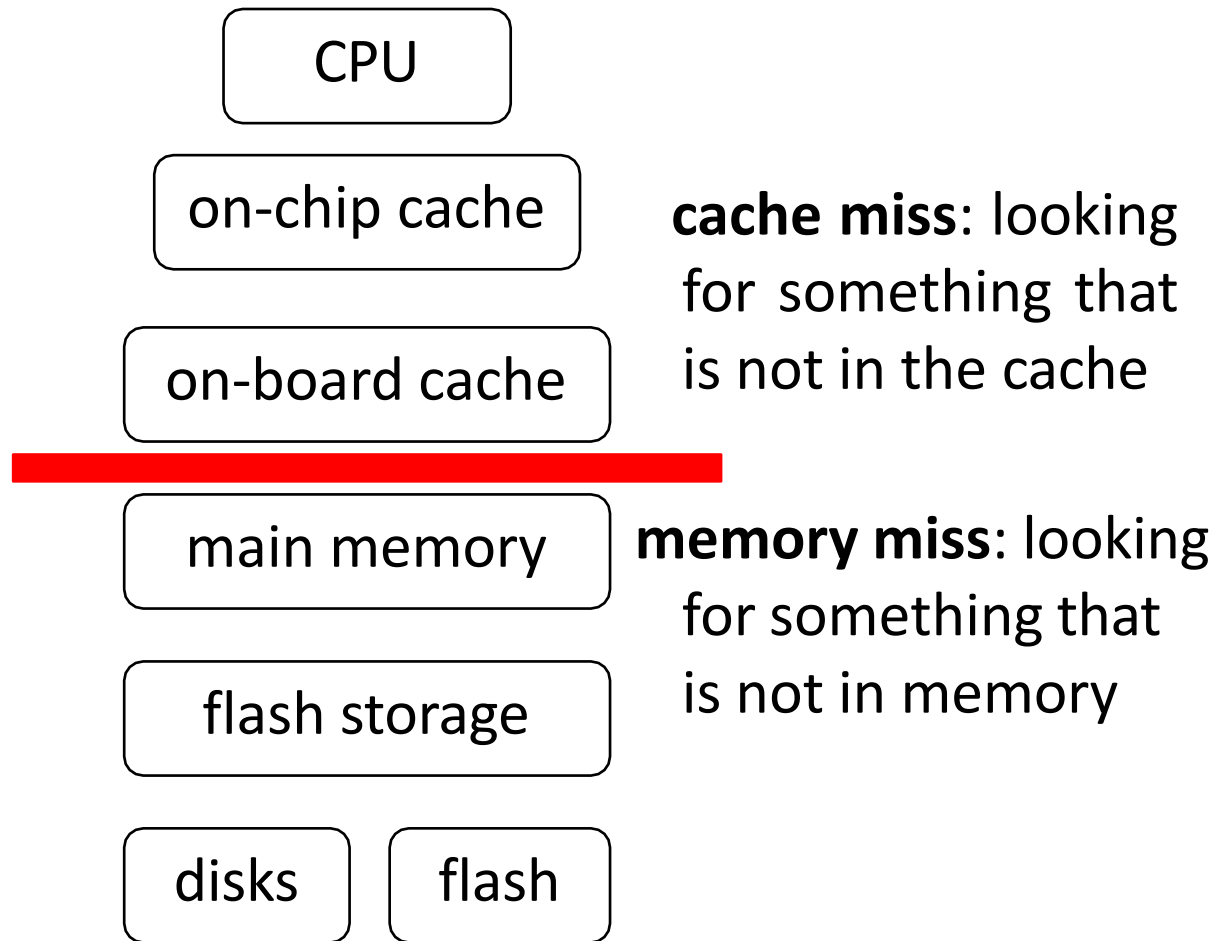 CPU
on-chip cache
cache miss: looking
for something that
is not in the cache
on-board cache
main memory
memory miss: looking
for something that
is not in memory
flash storage
disks
flash